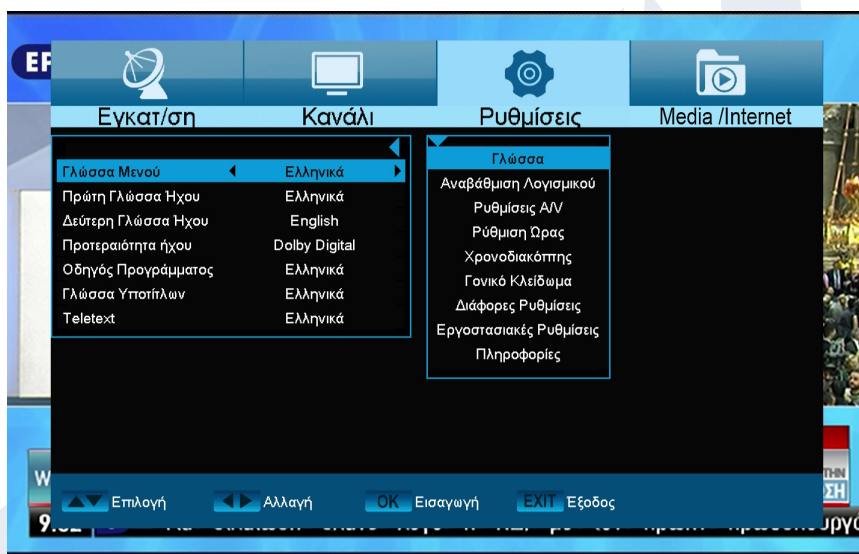 Εγκατ/ση
Κανάλι
Ρυθμίσεις
Media /Internet
Γλώσσα Μενού Ελληνικά
Πρώτη Γλώσσα Ήχου Ελληνικά
Δεύτερη Γλώσσα Ήχου English
Προτεραιότητα ήχου Dolby Digital
Οδηγός Προγράμματος Ελληνικά
Γλώσσα Υποτίτλων Ελληνικά
Teletext Ελληνικά
Γλώσσα
Αναβάθμιση Λογισμικού
Ρυθμίσεις A/V
Ρύθμιση Ώρας
Χρονοδιακόπτης
Γονικό Κλείδωμα
Διάφορες Ρυθμίσεις
Εργοστασιακές Ρυθμίσεις
Πληροφορίες
Επιλογή
Αλλαγή
OK Εισαγωγή
EXIT Έξοδος